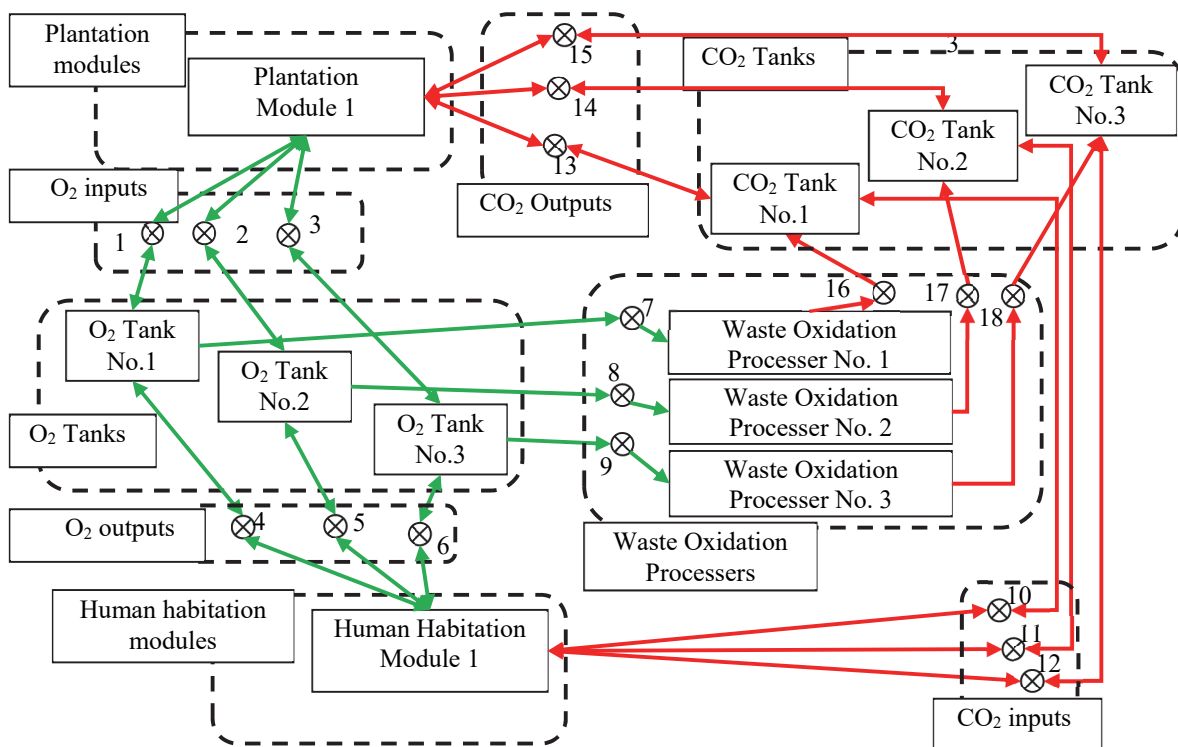 Plantation
modules
Plantation
Module 1
15
14
13
CO₂ Outputs
CO₂ Tanks
3
CO₂ Tank
No.3
CO₂ Tank
No.2
CO₂ Tank
No.1
O₂ inputs
1
2
3
O₂ Tank
No.1
O₂ Tank
No.2
O₂ Tank
No.3
O₂ Tanks
7
8
9
16
17
18
Waste Oxidation
Processer No. 1
Waste Oxidation
Processer No. 2
Waste Oxidation
Processer No. 3
Waste Oxidation
Processers
O₂ outputs
4
5
6
Human habitation
modules
Human Habitation
Module 1
10
11
12
CO₂ inputs